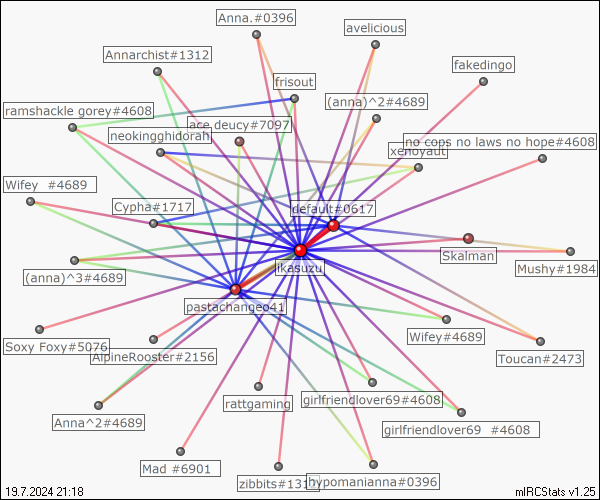 Anna.#0396
avelicious
Annarchist#1312
fakedingo
frisout
(anna)^2#4689
ramshackle gorey#4608
ace deucy#7097
neokingghidorah
no cops no laws no hope#4608
xenoyaut
Wifey #4689
Cypha#1717
default#0617
Skalman
ikasuzu
Mushy#1984
(anna)^3#4689
pastachange041
Wifey#4689
Soxy Foxy#5076
AlpineRooster#2156
Toucan#2473
rattgaming
girlfriendlover69#4608
Anna^2#4689
girlfriendlover69 #4608
Mad #6901
zibbits#1312
hypomanianna#0396
19.7.2024 21:18
mIRCStats v1.25